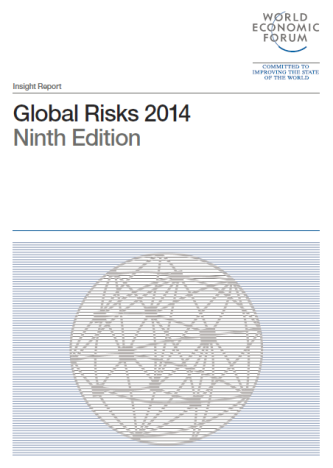 WORLD
ECONOMIC
FORUM
COMMITTED TO
IMPROVING THE STATE
OF THE WORLD
Insight Report
Global Risks 2014
Ninth Edition